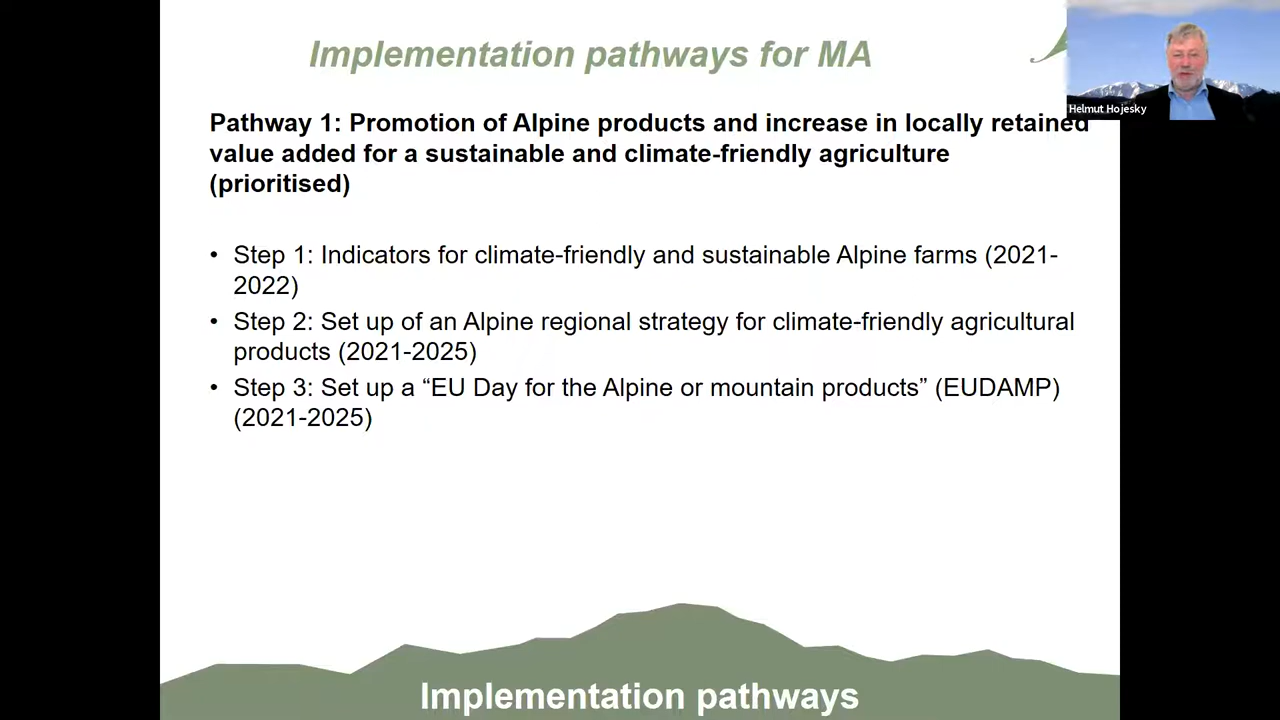 Implementation pathways for MA
Helmut Hojesky
Pathway 1: Promotion of Alpine products and increase in locally retained
value added for a sustainable and climate-friendly agriculture
(prioritised)
• Step 1: Indicators for climate-friendly and sustainable Alpine farms (2021-
2022)
• Step 2: Set up of an Alpine regional strategy for climate-friendly agricultural
products (2021-2025)
• Step 3: Set up a “EU Day for the Alpine or mountain products” (EUDAMP)
(2021-2025)
Implementation pathways